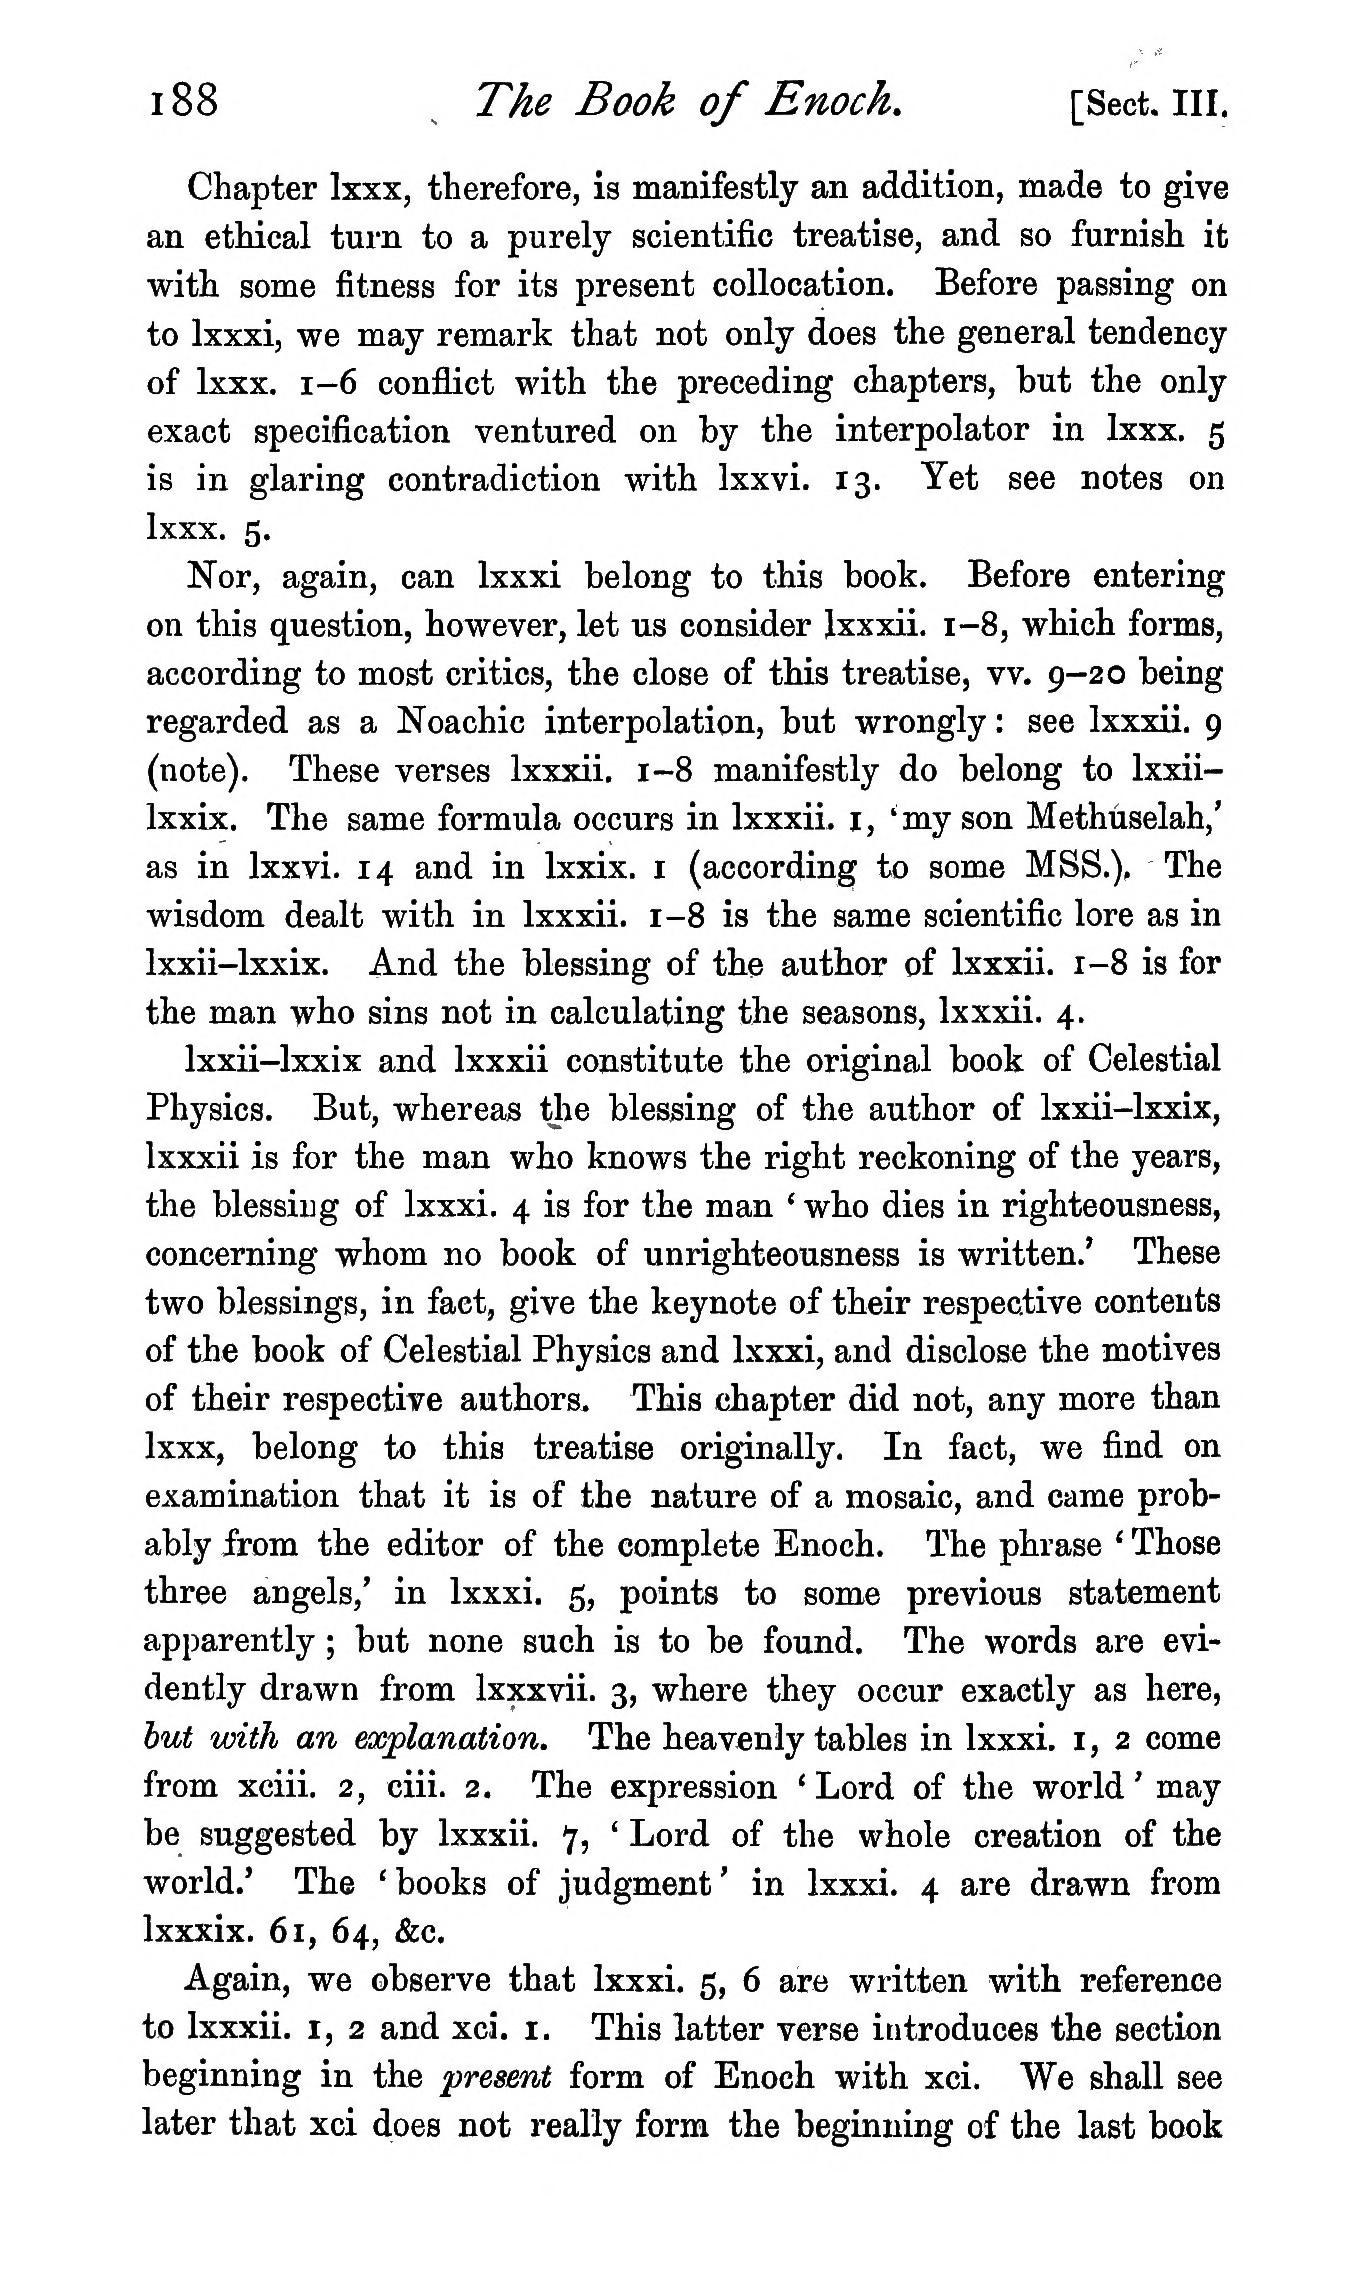 188 The Book of Enoch. [Sect. III.
Chapter lxxx, therefore, is manifestly an addition, made to give
an ethical turn to a purely scientific treatise, and so furnish it
with some fitness for its present collocation. Before passing on
to lxxxi, we may remark that not only does the general tendency
of lxxx. 1–6 conflict with the preceding chapters, but the only
exact specification ventured on by the interpolator in lxxx. 5
is in glaring contradiction with lxxvi. 13. Yet see notes on
lxxx. 5.
Nor, again, can lxxxi belong to this book. Before entering
on this question, however, let us consider lxxxii. 1–8, which forms,
according to most critics, the close of this treatise, vv. 9–20 being
regarded as a Noachic interpolation, but wrongly: see lxxxii. 9
(note). These verses lxxxii. 1–8 manifestly do belong to lxxii–
lxxix. The same formula occurs in lxxxii. 1, ‘my son Methuselah,’
as in lxxvi. 14 and in lxxix. 1 (according to some MSS.). The
wisdom dealt with in lxxxii. 1–8 is the same scientific lore as in
lxxii–lxxix. And the blessing of the author of lxxxii. 1–8 is for
the man who sins not in calculating the seasons, lxxxii. 4.
lxxii–lxxix and lxxxii constitute the original book of Celestial
Physics. But, whereas the blessing of the author of lxxii–lxxix,
lxxxii is for the man who knows the right reckoning of the years,
the blessing of lxxxi. 4 is for the man ‘who dies in righteousness,
concerning whom no book of unrighteousness is written.’ These
two blessings, in fact, give the keynote of their respective contents
of the book of Celestial Physics and lxxxi, and disclose the motives
of their respective authors. This chapter did not, any more than
lxxx, belong to this treatise originally. In fact, we find on
examination that it is of the nature of a mosaic, and came prob-
ably from the editor of the complete Enoch. The phrase ‘Those
three angels,’ in lxxxi. 5, points to some previous statement
apparently; but none such is to be found. The words are evi-
dently drawn from lxxxvii. 3, where they occur exactly as here,
but with an explanation. The heavenly tables in lxxxi. 1, 2 come
from xciii. 2, ciii. 2. The expression ‘Lord of the world’ may
be suggested by lxxxii. 7, ‘Lord of the whole creation of the
world.’ The ‘books of judgment’ in lxxxi. 4 are drawn from
lxxxix. 61, 64, &c.
Again, we observe that lxxxi. 5, 6 are written with reference
to lxxxii. 1, 2 and xci. 1. This latter verse introduces the section
beginning in the present form of Enoch with xci. We shall see
later that xci does not really form the beginning of the last book